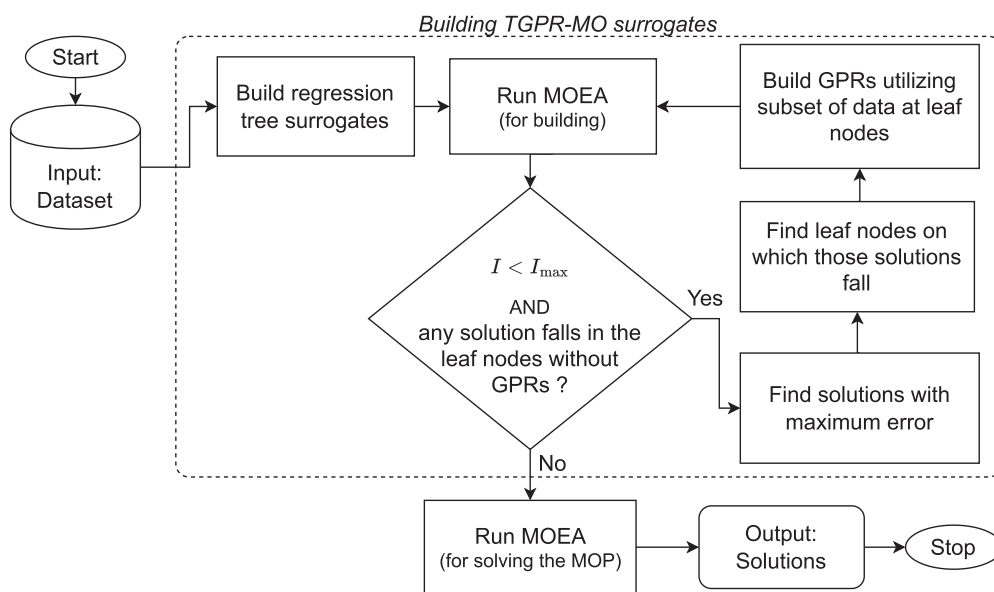 Building TGPR-MO surrogates
Start
Input:
Dataset
Build regression
tree surrogates
Run MOEA
(for building)
Build GPRs utilizing
subset of data at leaf
nodes
Find leaf nodes on
which those solutions
fall
I < I_max
AND
any solution falls in the
leaf nodes without
GPRs ?
Yes
Find solutions with
maximum error
No
Run MOEA
(for solving the MOP)
Output:
Solutions
Stop